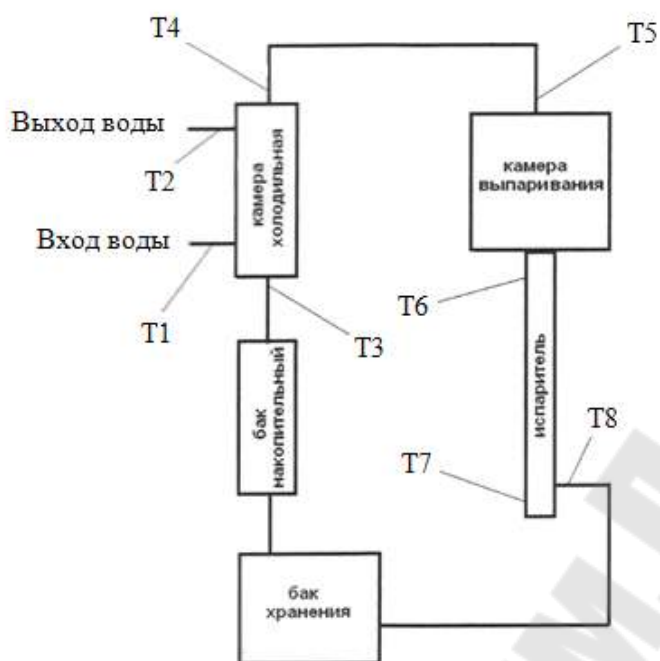 T4
T5
Выход воды
T2
камера
холодильная
камера
выпаривания
Вход воды
T1
T3
T6
испаритель
бак
накопительный
T8
T7
бак
хранения